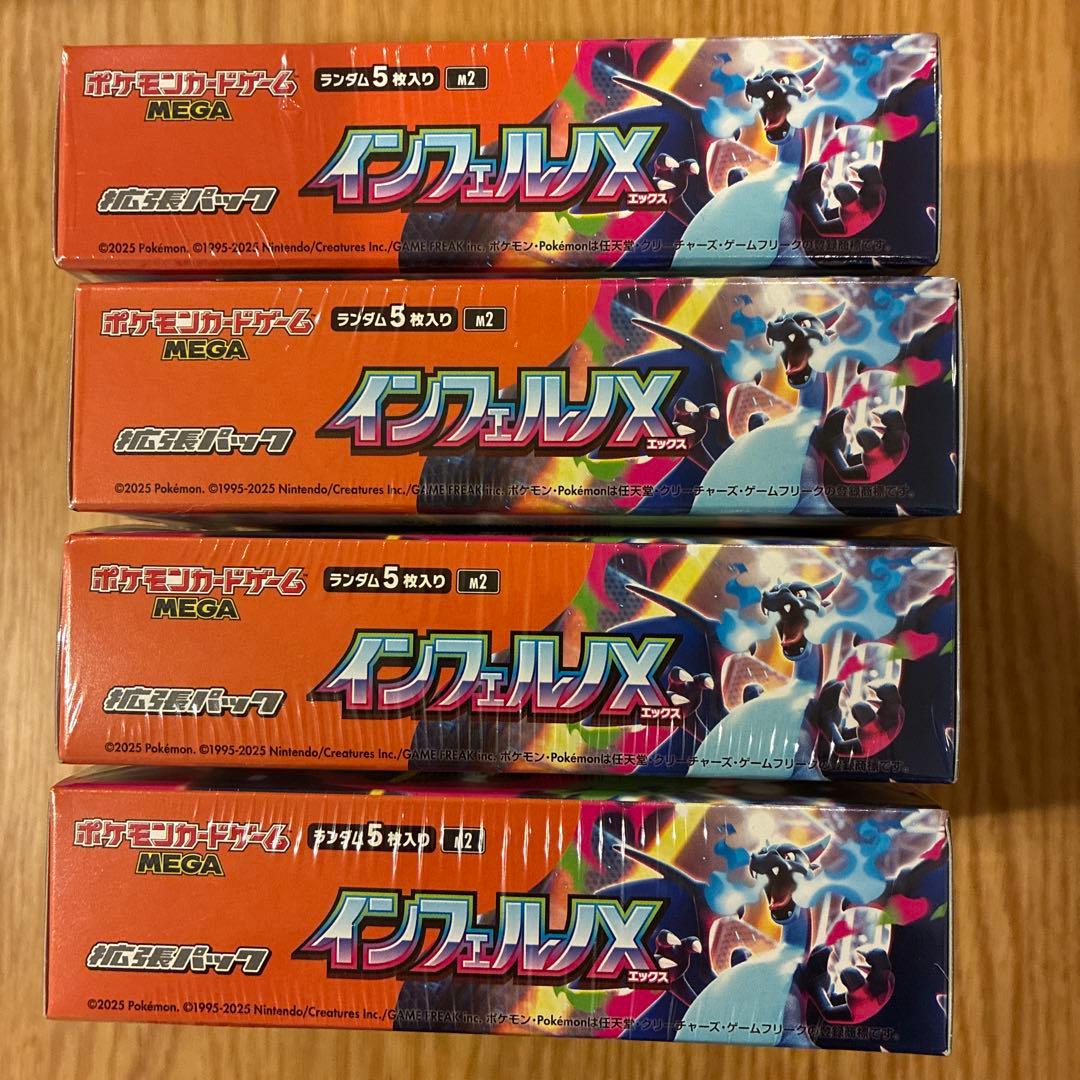 ポケモンカードゲーム
MEGA
ランダム5枚入り M2
インフェルノX
エックス
拡張パック
©2025 Pokémon. ©1995-2025 Nintendo/Creatures Inc./GAME FREAK inc. ポケモン・Pokémonは任天堂・クリーチャーズ・ゲームフリークの登録商標です。
ポケモンカードゲーム
MEGA
ランダム5枚入り M2
インフェルノX
エックス
拡張パック
©2025 Pokémon. ©1995-2025 Nintendo/Creatures Inc./GAME FREAK inc. ポケモン・Pokémonは任天堂・クリーチャーズ・ゲームフリークの登録商標です。
ポケモンカードゲーム
MEGA
ランダム5枚入り M2
インフェルノX
エックス
拡張パック
©2025 Pokémon. ©1995-2025 Nintendo/Creatures Inc./GAME FREAK inc. ポケモン・Pokémonは任天堂・クリーチャーズ・ゲームフリークの登録商標です。
ポケモンカードゲーム
MEGA
ランダム5枚入り M2
インフェルノX
エックス
拡張パック
©2025 Pokémon. ©1995-2025 Nintendo/Creatures Inc./GAME FREAK inc. ポケモン・Pokémonは任天堂・クリーチャーズ・ゲームフリークの登録商標です。